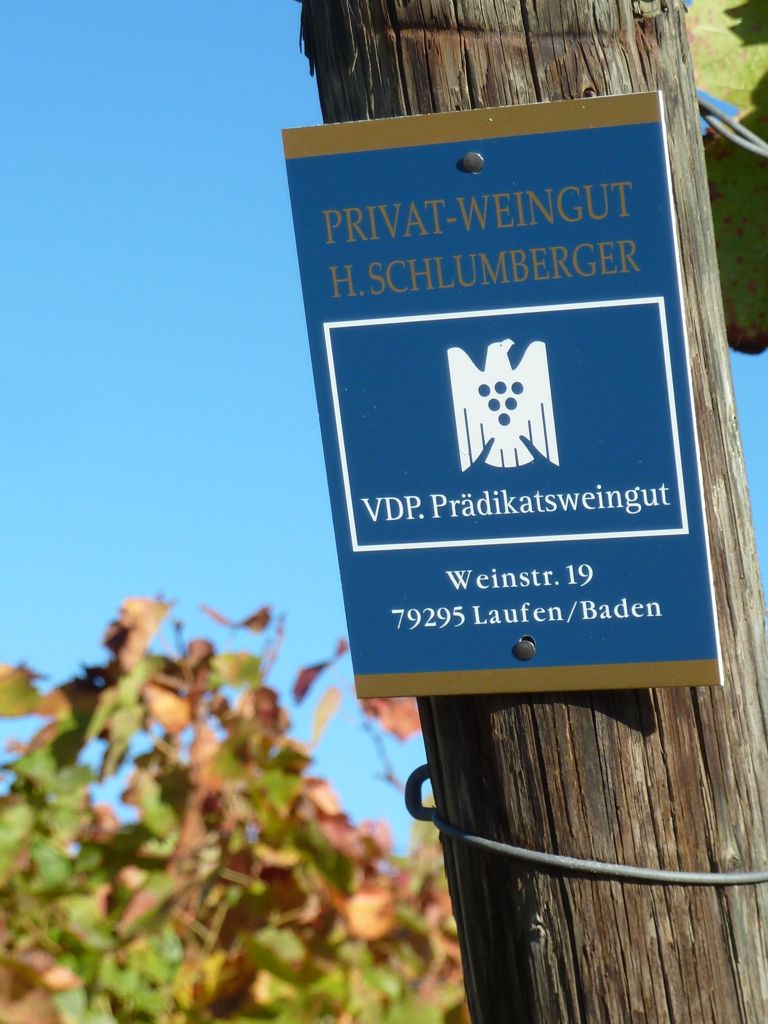 PRIVAT-WEINGUT
H. SCHLUMBERGER
VDP. Prädikatsweingut
Weinstr. 19
79295 Laufen/Baden